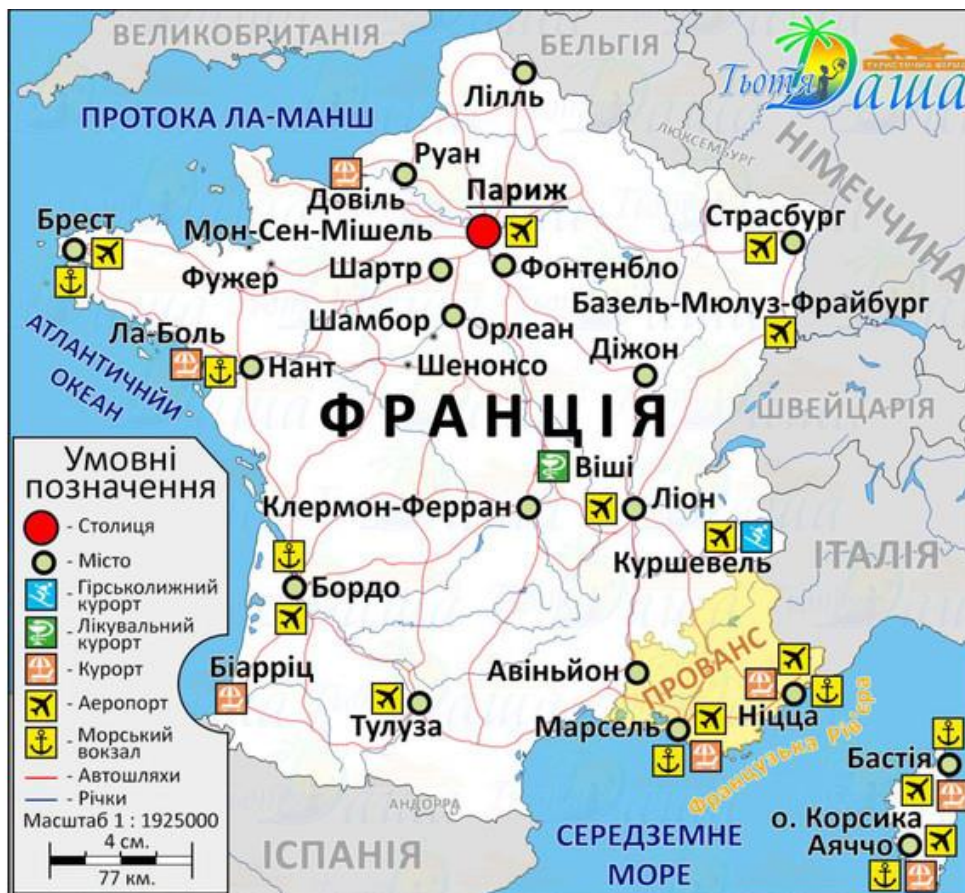 ВЕЛИКОБРИТАНІЯ
БЕЛЬГІЯ
Тьотя Даша
ТУРИСТИЧНА ФІРМА
ПРОТОКА ЛА-МАНШ
Лілль
ЛЮКСЕМБУРГ
НІМЕЧЧИНА
Руан
Довіль
Париж
Брест
Мон-Сен-Мішель
Страсбург
Фужер
Шартр
Фонтенбло
Базель-Мюлуз-Фрайбург
Шамбор
Орлеан
Ла-Боль
Шенонсо
Діжон
АТЛАНТИЧНЙИ
ОКЕАН
Нант
ФРАНЦІЯ
ШВЕЙЦАРІЯ
Віші
Клермон-Ферран
Ліон
Куршевель
ІТАЛІЯ
Бордо
Біарріц
Авіньйон
ПРОВАНС
Тулуза
Марсель
Ніцца
Французька Рів'єра
Бастія
о. Корсика
Аяччо
АНДОРРА
ІСПАНІЯ
СЕРЕДЗЕМНЕ
МОРЕ
Умовні
позначення
- Столиця
- Місто
- Гірськолижний
курорт
- Лікувальний
курорт
- Курорт
- Аеропорт
- Морський
вокзал
- Автошляхи
- Річки
Масштаб 1 : 1925000
4 см.
77 км.